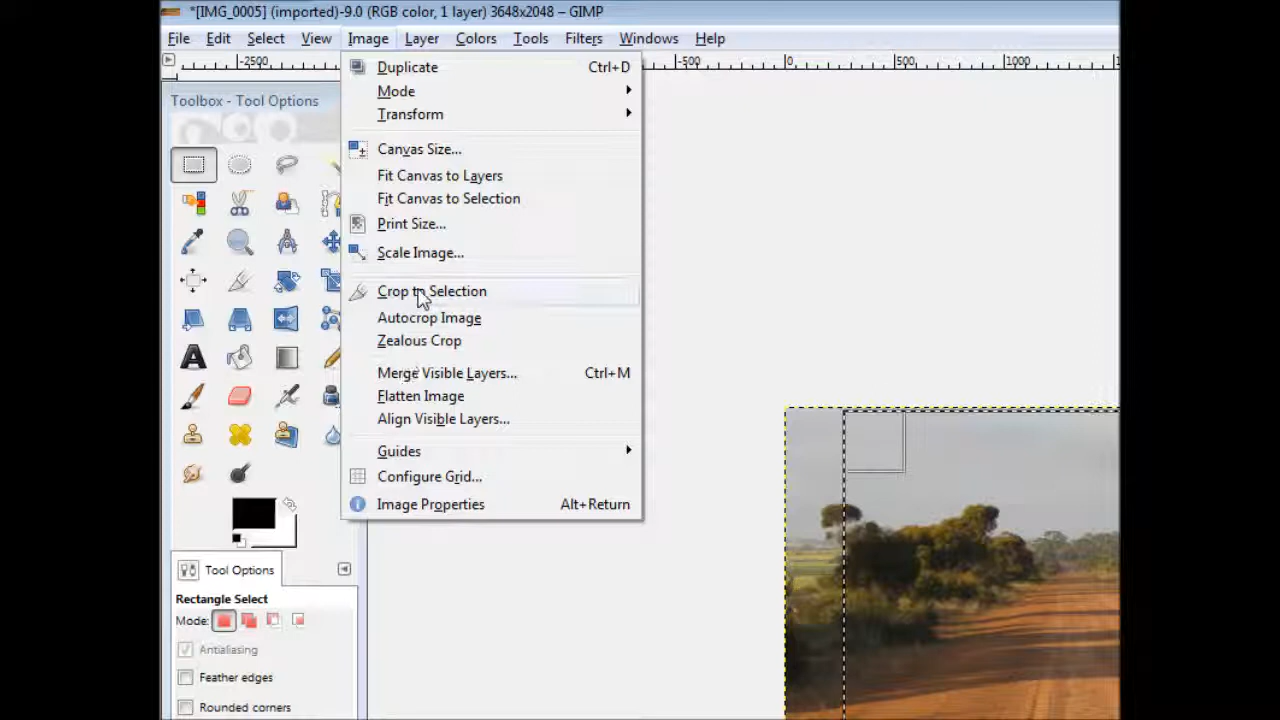 *[IMG_0005] (imported)-9.0 (RGB color, 1 layer) 3648x2048 – GIMP
File Edit Select View Image Layer Colors Tools Filters Windows Help
-2500 -500 0 500 1000
Toolbox - Tool Options
Duplicate Ctrl+D
Mode
Transform
Canvas Size...
Fit Canvas to Layers
Fit Canvas to Selection
Print Size...
Scale Image...
Crop to Selection
Autocrop Image
Zealous Crop
Merge Visible Layers... Ctrl+M
Flatten Image
Align Visible Layers...
Guides
Configure Grid...
Image Properties Alt+Return
Tool Options
Rectangle Select
Mode:
Antialiasing
Feather edges
Rounded corners